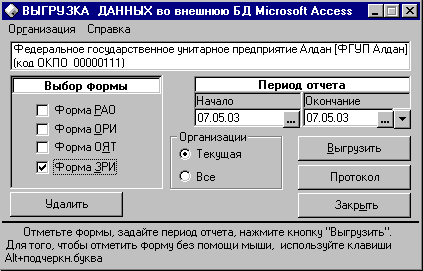 ВЫГРУЗКА ДАННЫХ во внешнюю БД Microsoft Access
Организация Справка
Федеральное государственное унитарное предприятие Алдан [ФГУП Алдан]
(код ОКПО 00000111)
Выбор формы
Форма РАО
Форма ОРИ
Форма ОЯТ
Форма ЗРИ
Удалить
Период отчета
Начало Окончание
07.05.03 ... 07.05.03 ...
Организации
Текущая
Все
Выгрузить
Протокол
Закрыть
Отметьте формы, задайте период отчета, нажмите кнопку "Выгрузить".
Для того, чтобы отметить форму без помощи мыши, используйте клавиши
Alt+подчеркн.буква